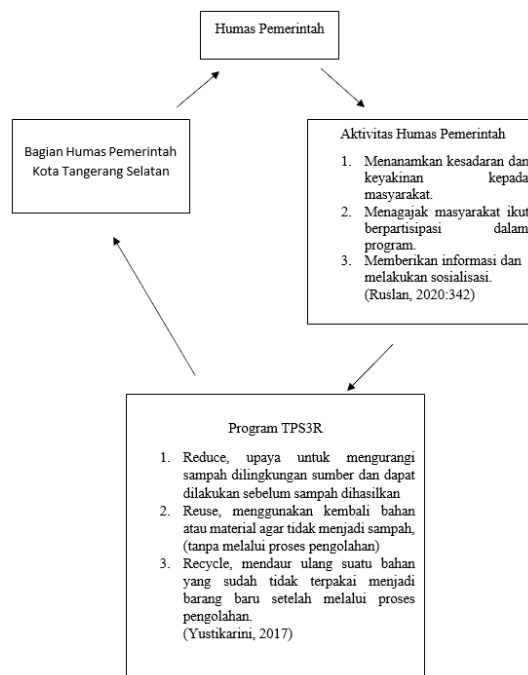 Humas Pemerintah
Bagian Humas Pemerintah
Kota Tangerang Selatan
Aktivitas Humas Pemerintah
1. Menanamkan kesadaran dan
keyakinan kepada
masyarakat.
2. Menagajak masyarakat ikut
berpartisipasi dalam
program.
3. Memberikan informasi dan
melakukan sosialisasi.
(Ruslan, 2020:342)
Program TPS3R
1. Reduce, upaya untuk mengurangi
sampah dilingkungan sumber dan dapat
dilakukan sebelum sampah dihasilkan
2. Reuse, menggunakan kembali bahan
atau material agar tidak menjadi sampah,
(tanpa melalui proses pengolahan)
3. Recycle, mendaur ulang suatu bahan
yang sudah tidak terpakai menjadi
barang baru setelah melalui proses
pengolahan.
(Yustikarini, 2017)